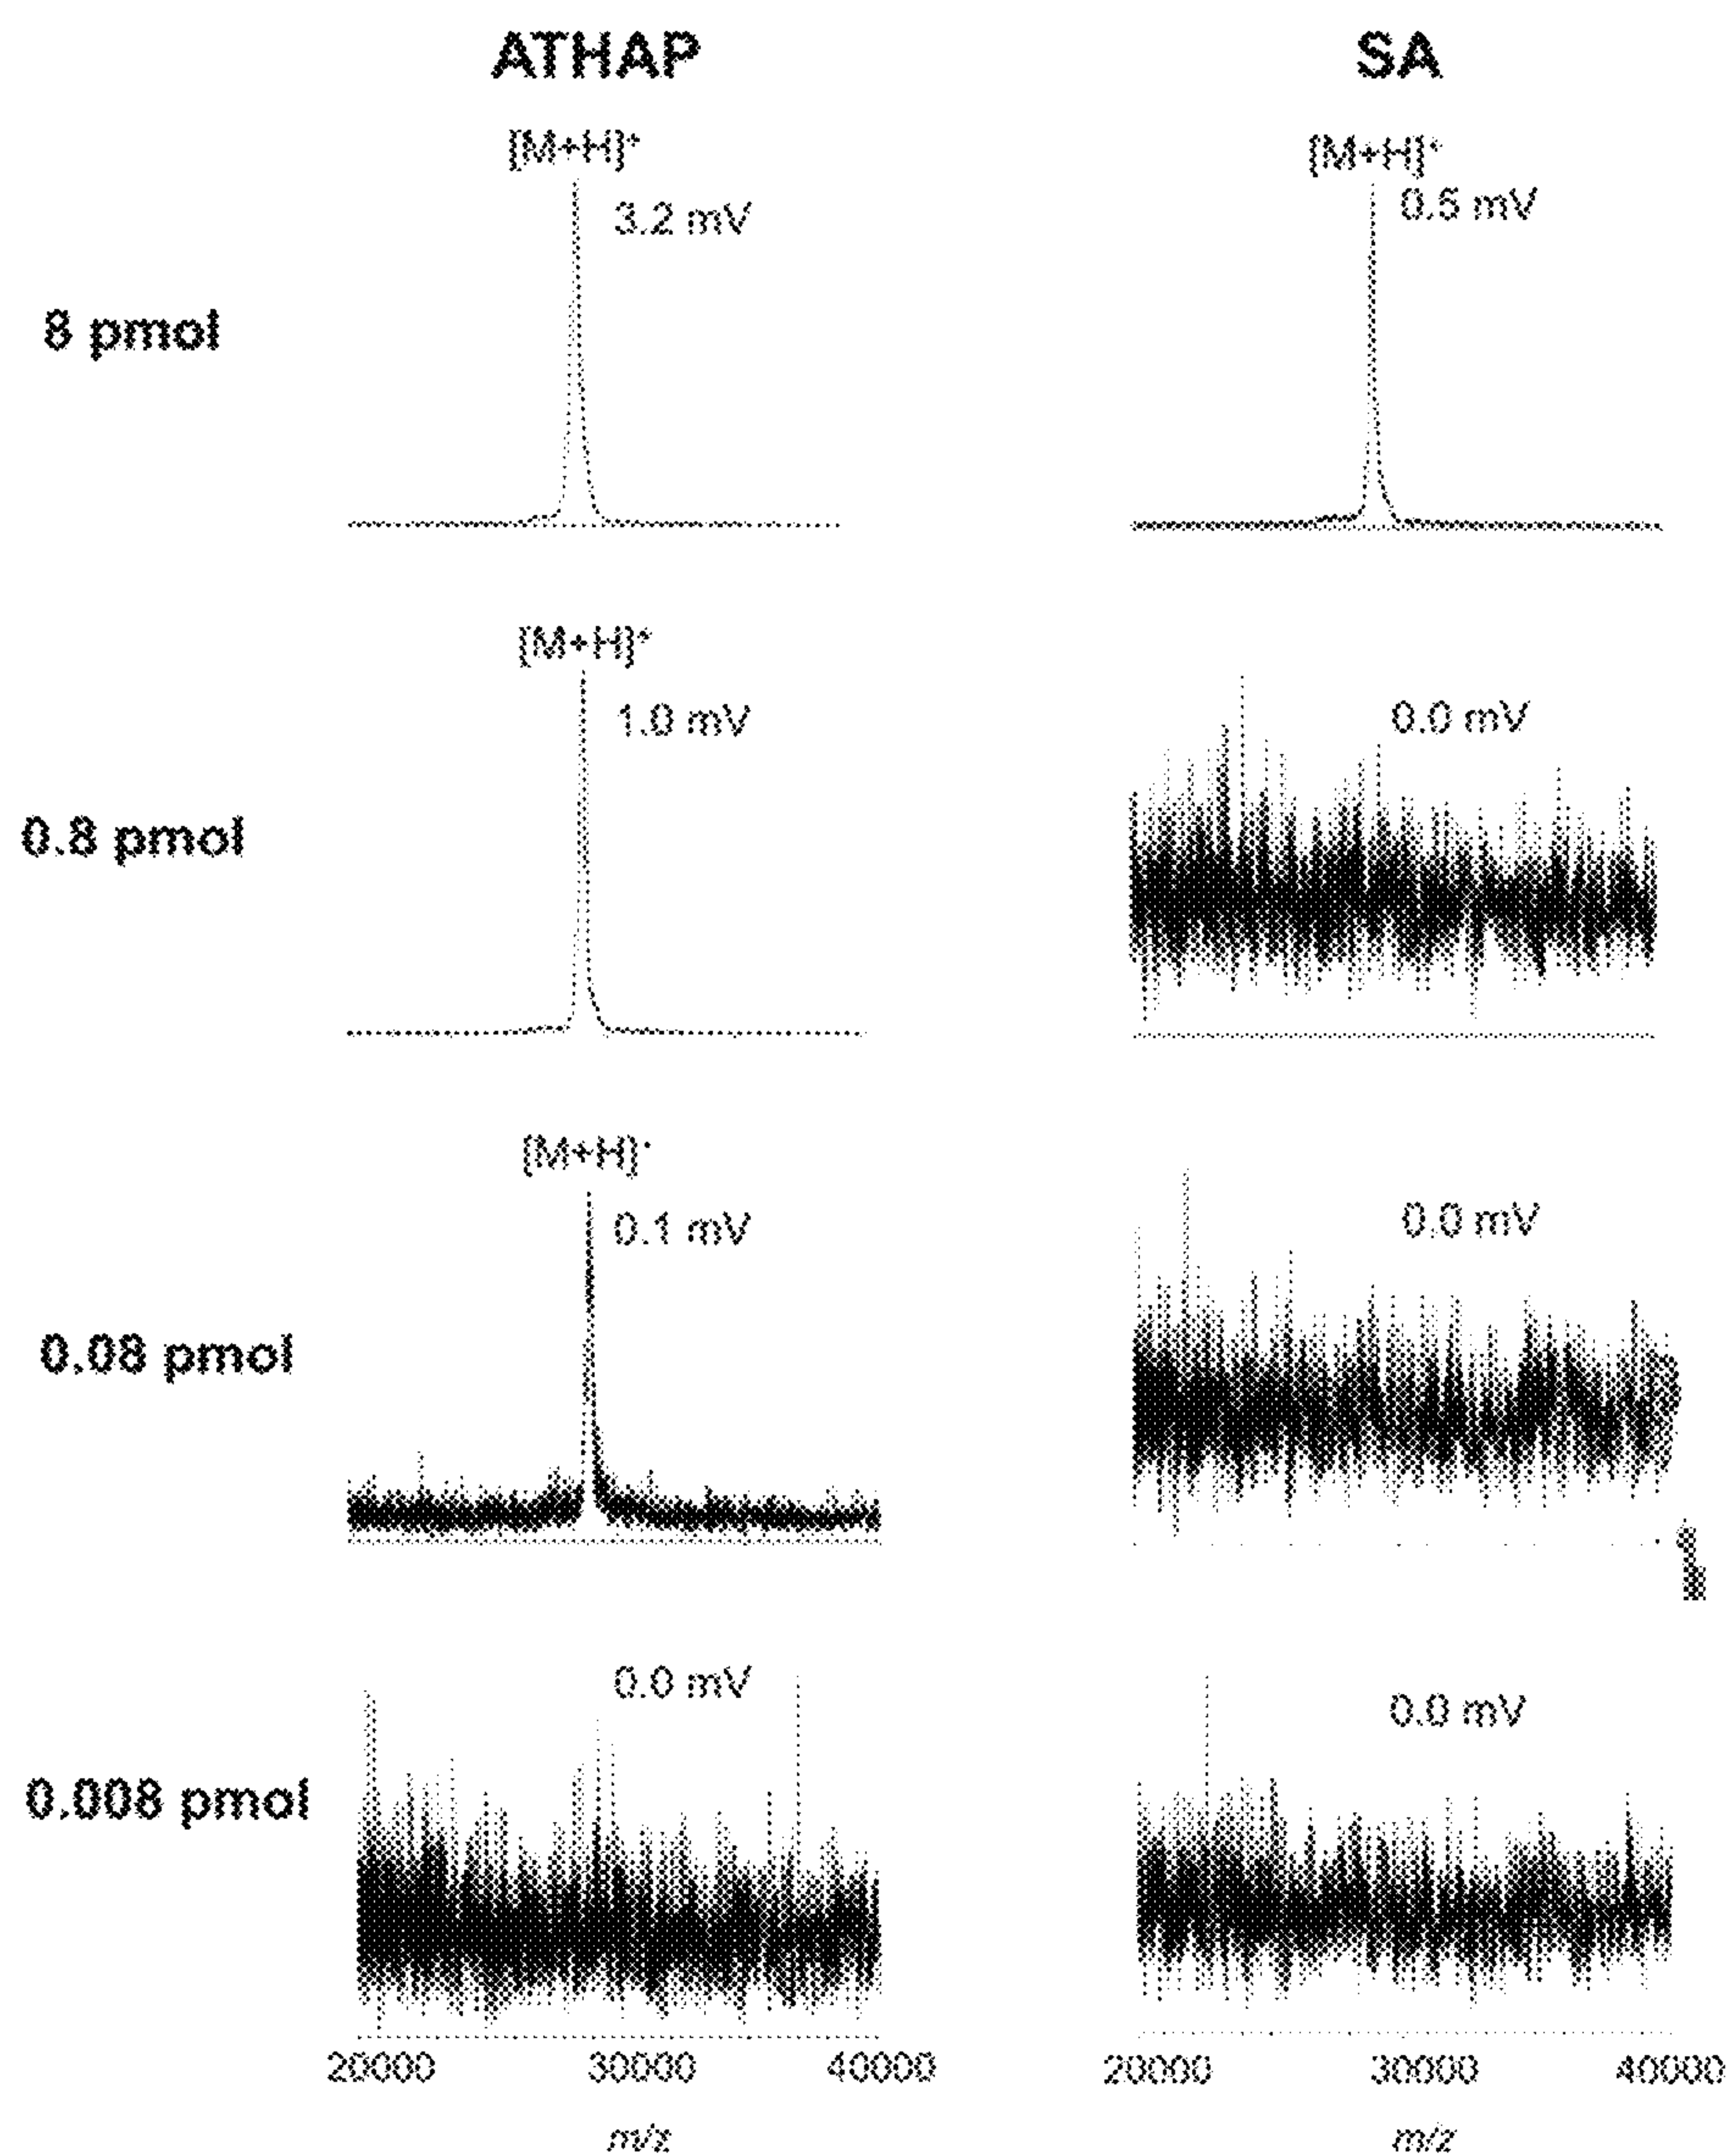 ATHAP SA
[M+H]⁺ [M+H]⁺
3.2 mV 0.6 mV
8 pmol
[M+H]⁺
1.0 mV 0.0 mV
0.8 pmol
[M+H]⁺
0.1 mV 0.0 mV
0.08 pmol
0.0 mV 0.0 mV
0.008 pmol
20000 30000 40000 20000 30000 40000
m/z m/z